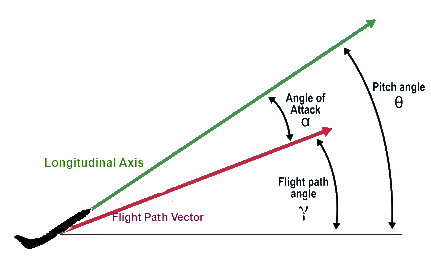 Pitch angle
θ
Angle of
Attack
α
Longitudinal Axis
Flight path
angle
γ
Flight Path Vector